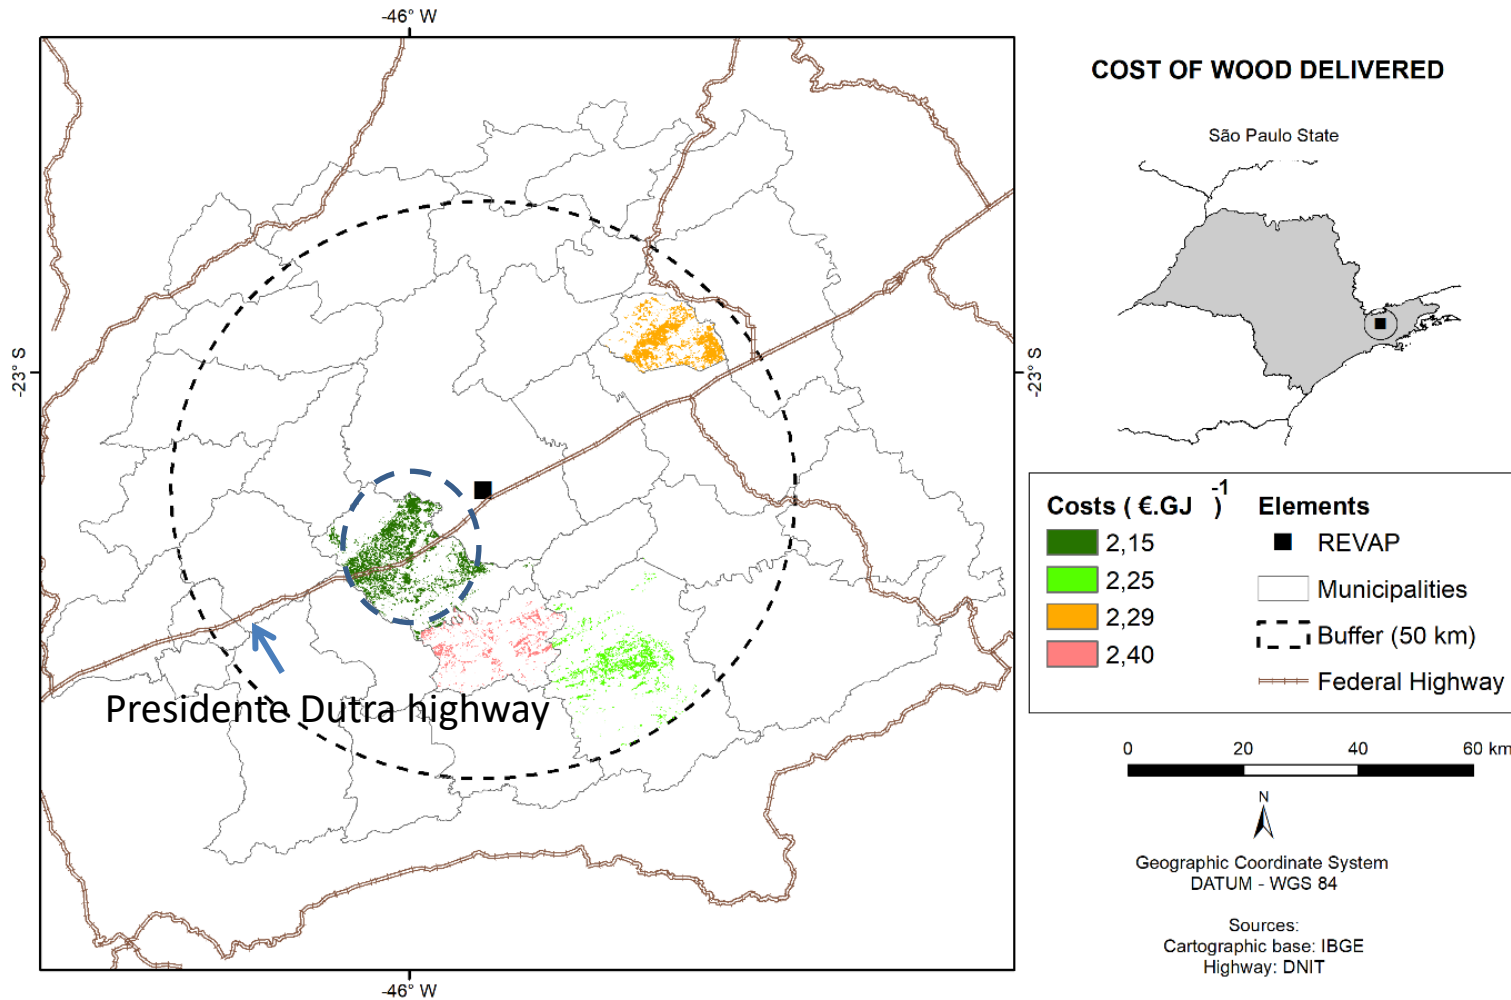 -46° W
-23° S
-23° S
Presidente Dutra highway
-46° W
COST OF WOOD DELIVERED
São Paulo State
Costs ( €.GJ )-1
2,15
2,25
2,29
2,40
Elements
REVAP
Municipalities
Buffer (50 km)
Federal Highway
0 20 40 60 km
N
Geographic Coordinate System
DATUM - WGS 84
Sources:
Cartographic base: IBGE
Highway: DNIT